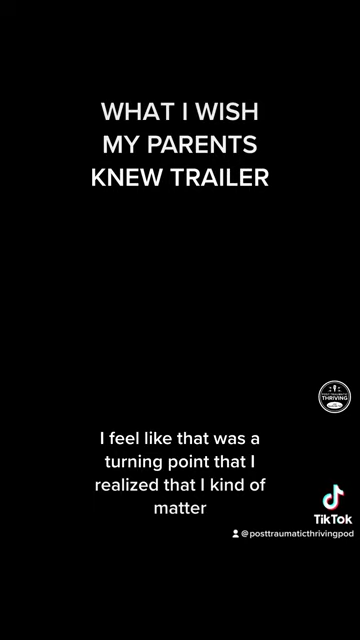 WHAT I WISH
MY PARENTS
KNEW TRAILER
THRIVING
I feel like that was a
turning point that I
realized that I kind of
matter
TikTok
@posttraumaticthrivingpod